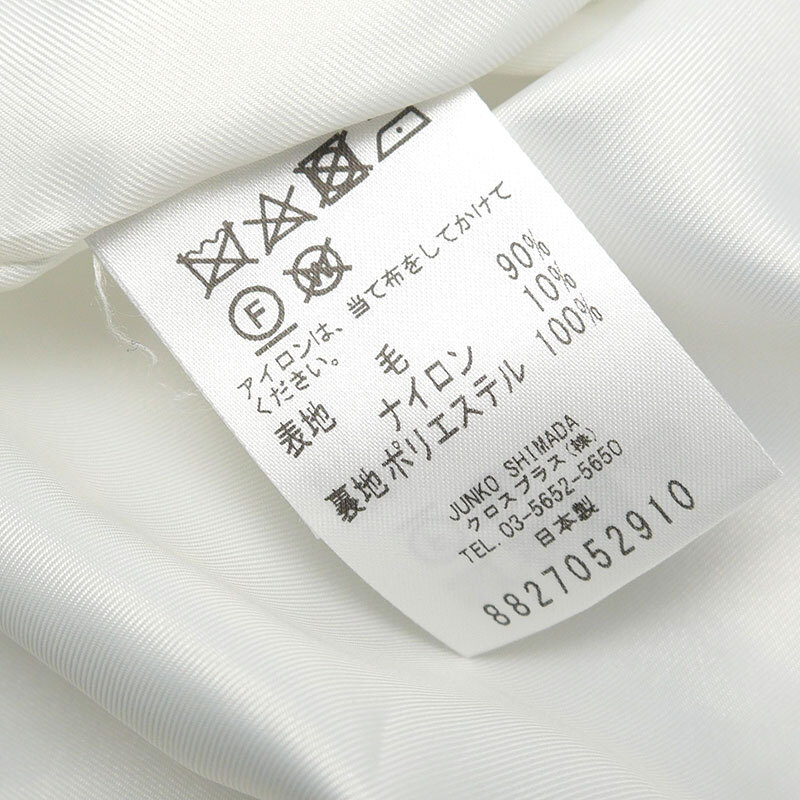 F W
アイロンは、当て布をしてかけて
ください。
表地 毛 90%
ナイロン 10%
裏地ポリエステル 100%
JUNKO SHIMADA
クロスプラス(株)
TEL. 03-5652-5650
日本製
8827052910